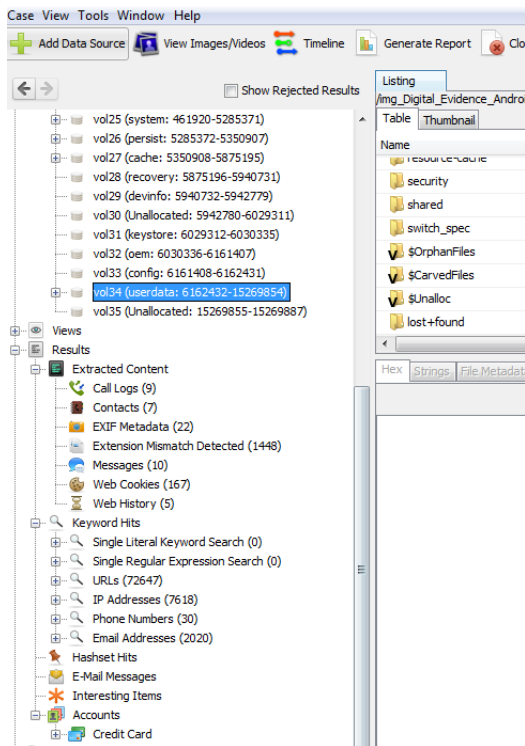 Case View Tools Window Help
Add Data Source View Images/Videos Timeline Generate Report Clo
Show Rejected Results
vol25 (system: 461920-5285371)
vol26 (persist: 5285372-5350907)
vol27 (cache: 5350908-5875195)
vol28 (recovery: 5875196-5940731)
vol29 (devinfo: 5940732-5942779)
vol30 (Unallocated: 5942780-6029311)
vol31 (keystore: 6029312-6030335)
vol32 (oem: 6030336-6161407)
vol33 (config: 6161408-6162431)
vol34 (userdata: 6162432-15269854)
vol35 (Unallocated: 15269855-15269887)
Views
Results
Extracted Content
Call Logs (9)
Contacts (7)
EXIF Metadata (22)
Extension Mismatch Detected (1448)
Messages (10)
Web Cookies (167)
Web History (5)
Keyword Hits
Single Literal Keyword Search (0)
Single Regular Expression Search (0)
URLs (72647)
IP Addresses (7618)
Phone Numbers (30)
Email Addresses (2020)
Hashset Hits
E-Mail Messages
Interesting Items
Accounts
Credit Card
Listing
/img_Digital_Evidence_Androi
Table Thumbnail
Name
resource-cache
security
shared
switch_spec
$OrphanFiles
$CarvedFiles
$Unalloc
lost+found
Hex Strings File Metadat